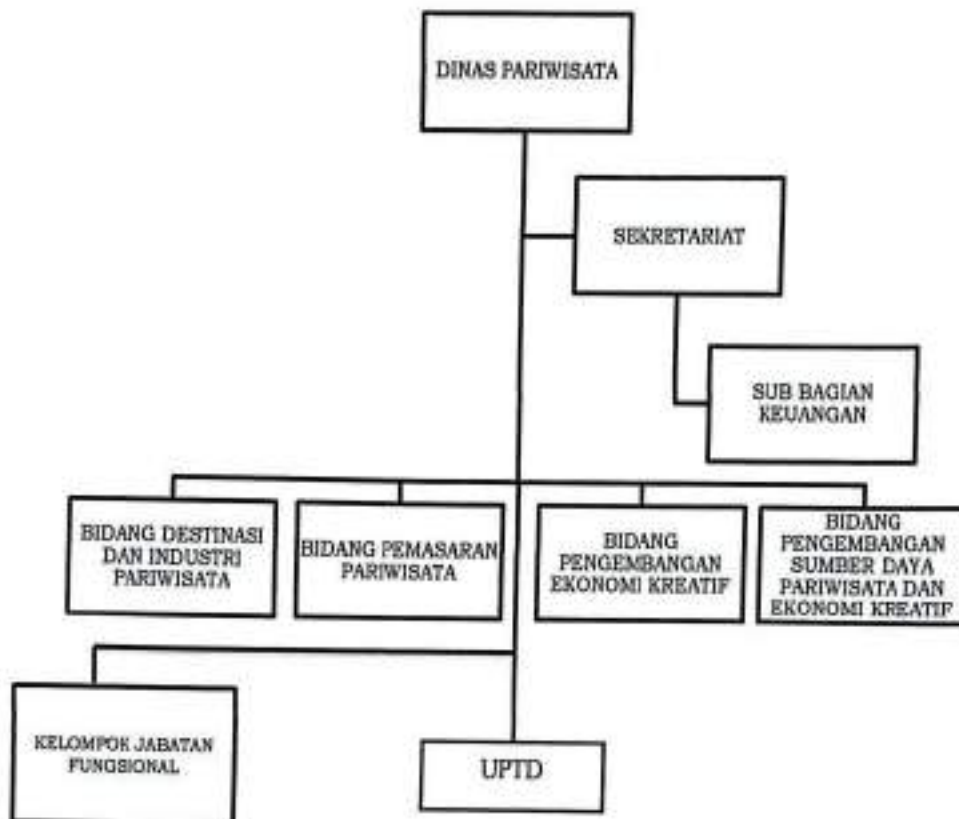 DINAS PARIWISATA
SEKRETARIAT
SUB BAGIAN
KEUANGAN
BIDANG DESTINASI
DAN INDUSTRI
PARIWISATA
BIDANG PEMASARAN
PARIWISATA
BIDANG
PENGEMBANGAN
EKONOMI KREATIF
BIDANG
PENGEMBANGAN
SUMBER DAYA
PARIWISATA DAN
EKONOMI KREATIF
KELOMPOK JABATAN
FUNGSIONAL
UPTD